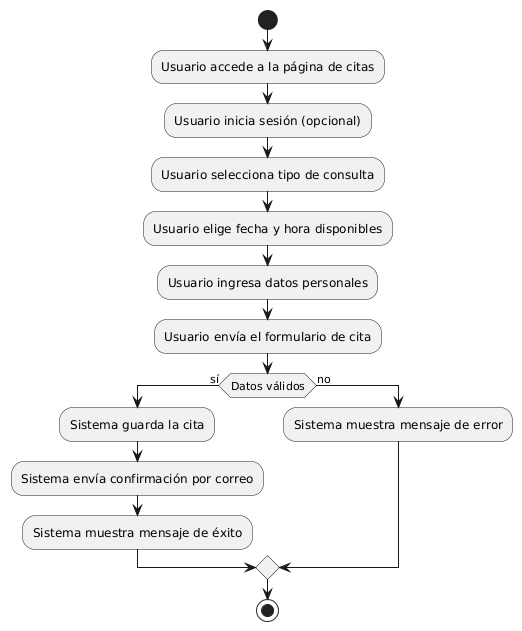 Usuario accede a la página de citas
Usuario inicia sesión (opcional)
Usuario selecciona tipo de consulta
Usuario elige fecha y hora disponibles
Usuario ingresa datos personales
Usuario envía el formulario de cita
sí
Datos válidos
no
Sistema guarda la cita
Sistema muestra mensaje de error
Sistema envía confirmación por correo
Sistema muestra mensaje de éxito